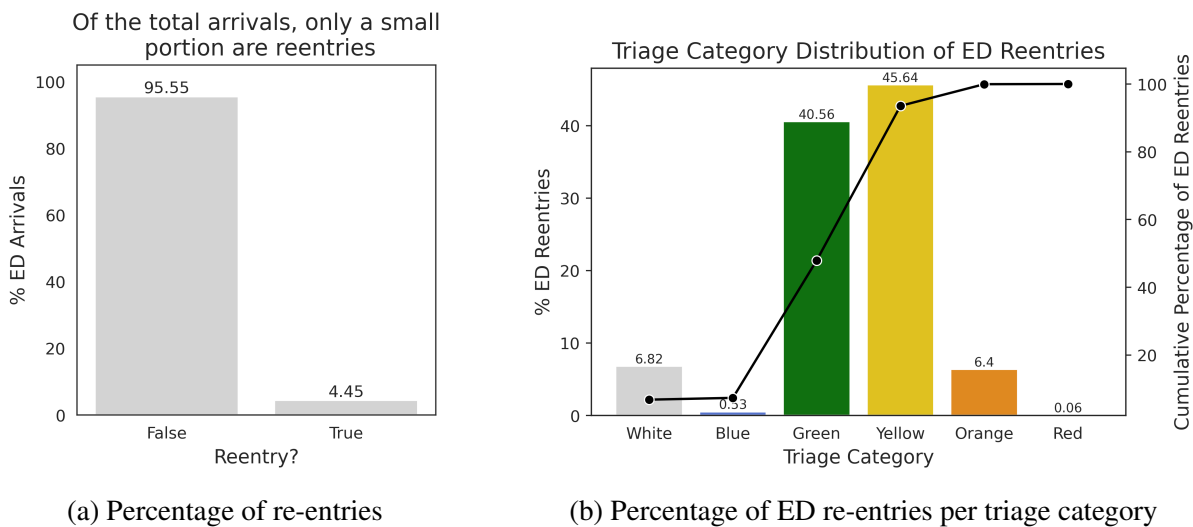 Of the total arrivals, only a small
portion are reentries
% ED Arrivals
100
80
60
40
20
0
95.55
4.45
False
True
Reentry?
(a) Percentage of re-entries
Triage Category Distribution of ED Reentries
% ED Reentries
40
30
20
10
0
6.82
0.53
40.56
45.64
6.4
0.06
White
Blue
Green
Yellow
Orange
Red
Triage Category
100
80
60
40
20
Cumulative Percentage of ED Reentries
(b) Percentage of ED re-entries per triage category